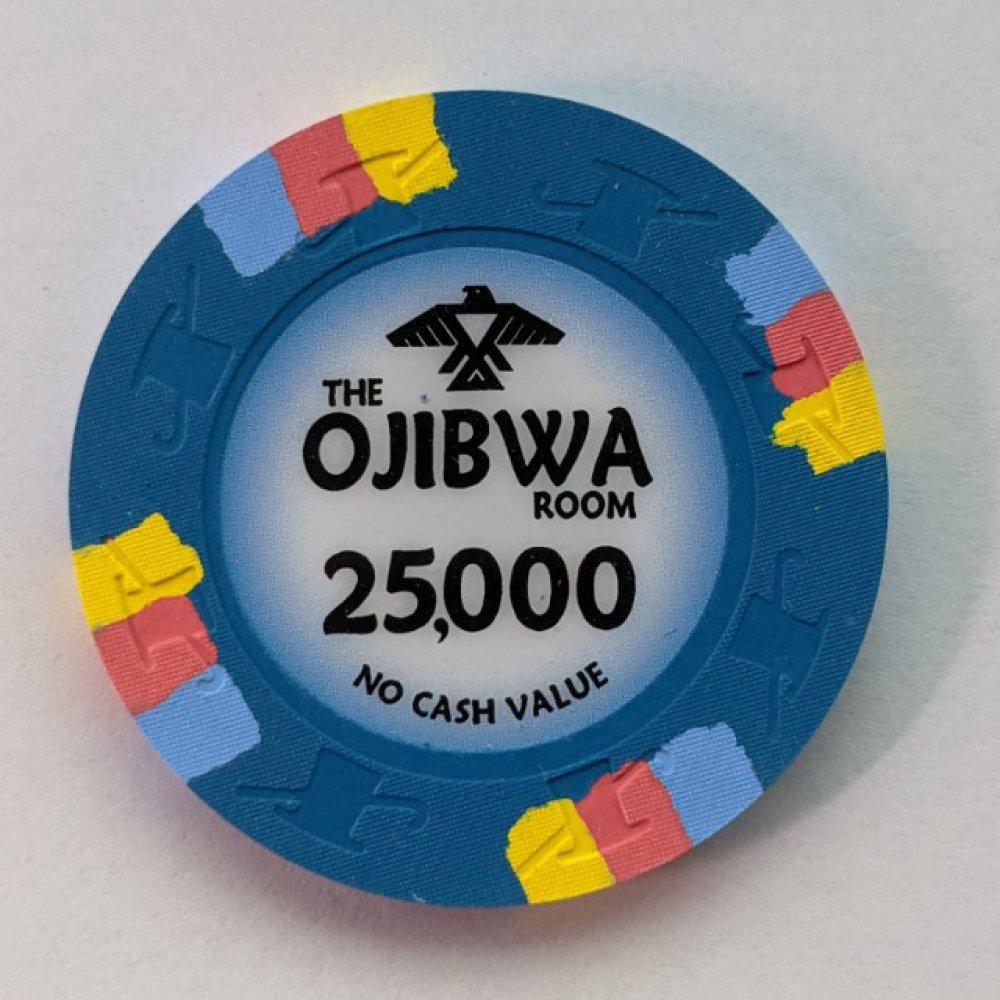 THE
OJIBWA
ROOM
25,000
NO CASH VALUE